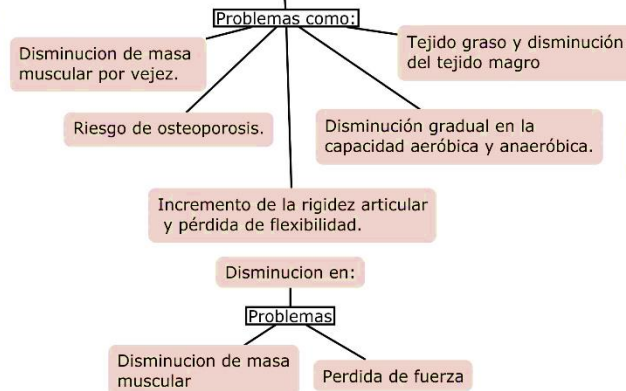 Problemas como:
Disminucion de masa
muscular por vejez.
Tejido graso y disminución
del tejido magro
Riesgo de osteoporosis.
Disminución gradual en la
capacidad aeróbica y anaeróbica.
Incremento de la rigidez articular
y pérdida de flexibilidad.
Disminucion en:
Problemas
Disminucion de masa
muscular
Perdida de fuerza